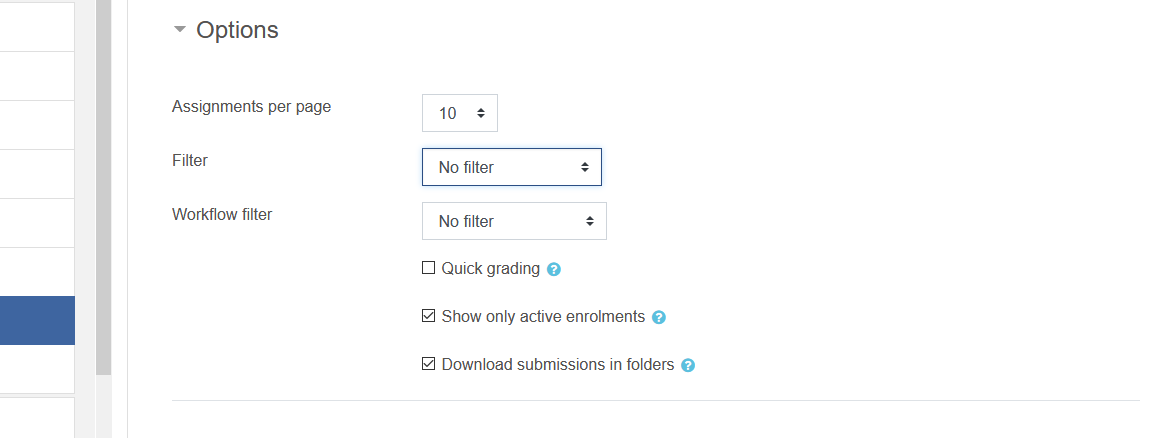 Options
Assignments per page
10
Filter
No filter
Workflow filter
No filter
Quick grading ?
Show only active enrolments ?
Download submissions in folders ?